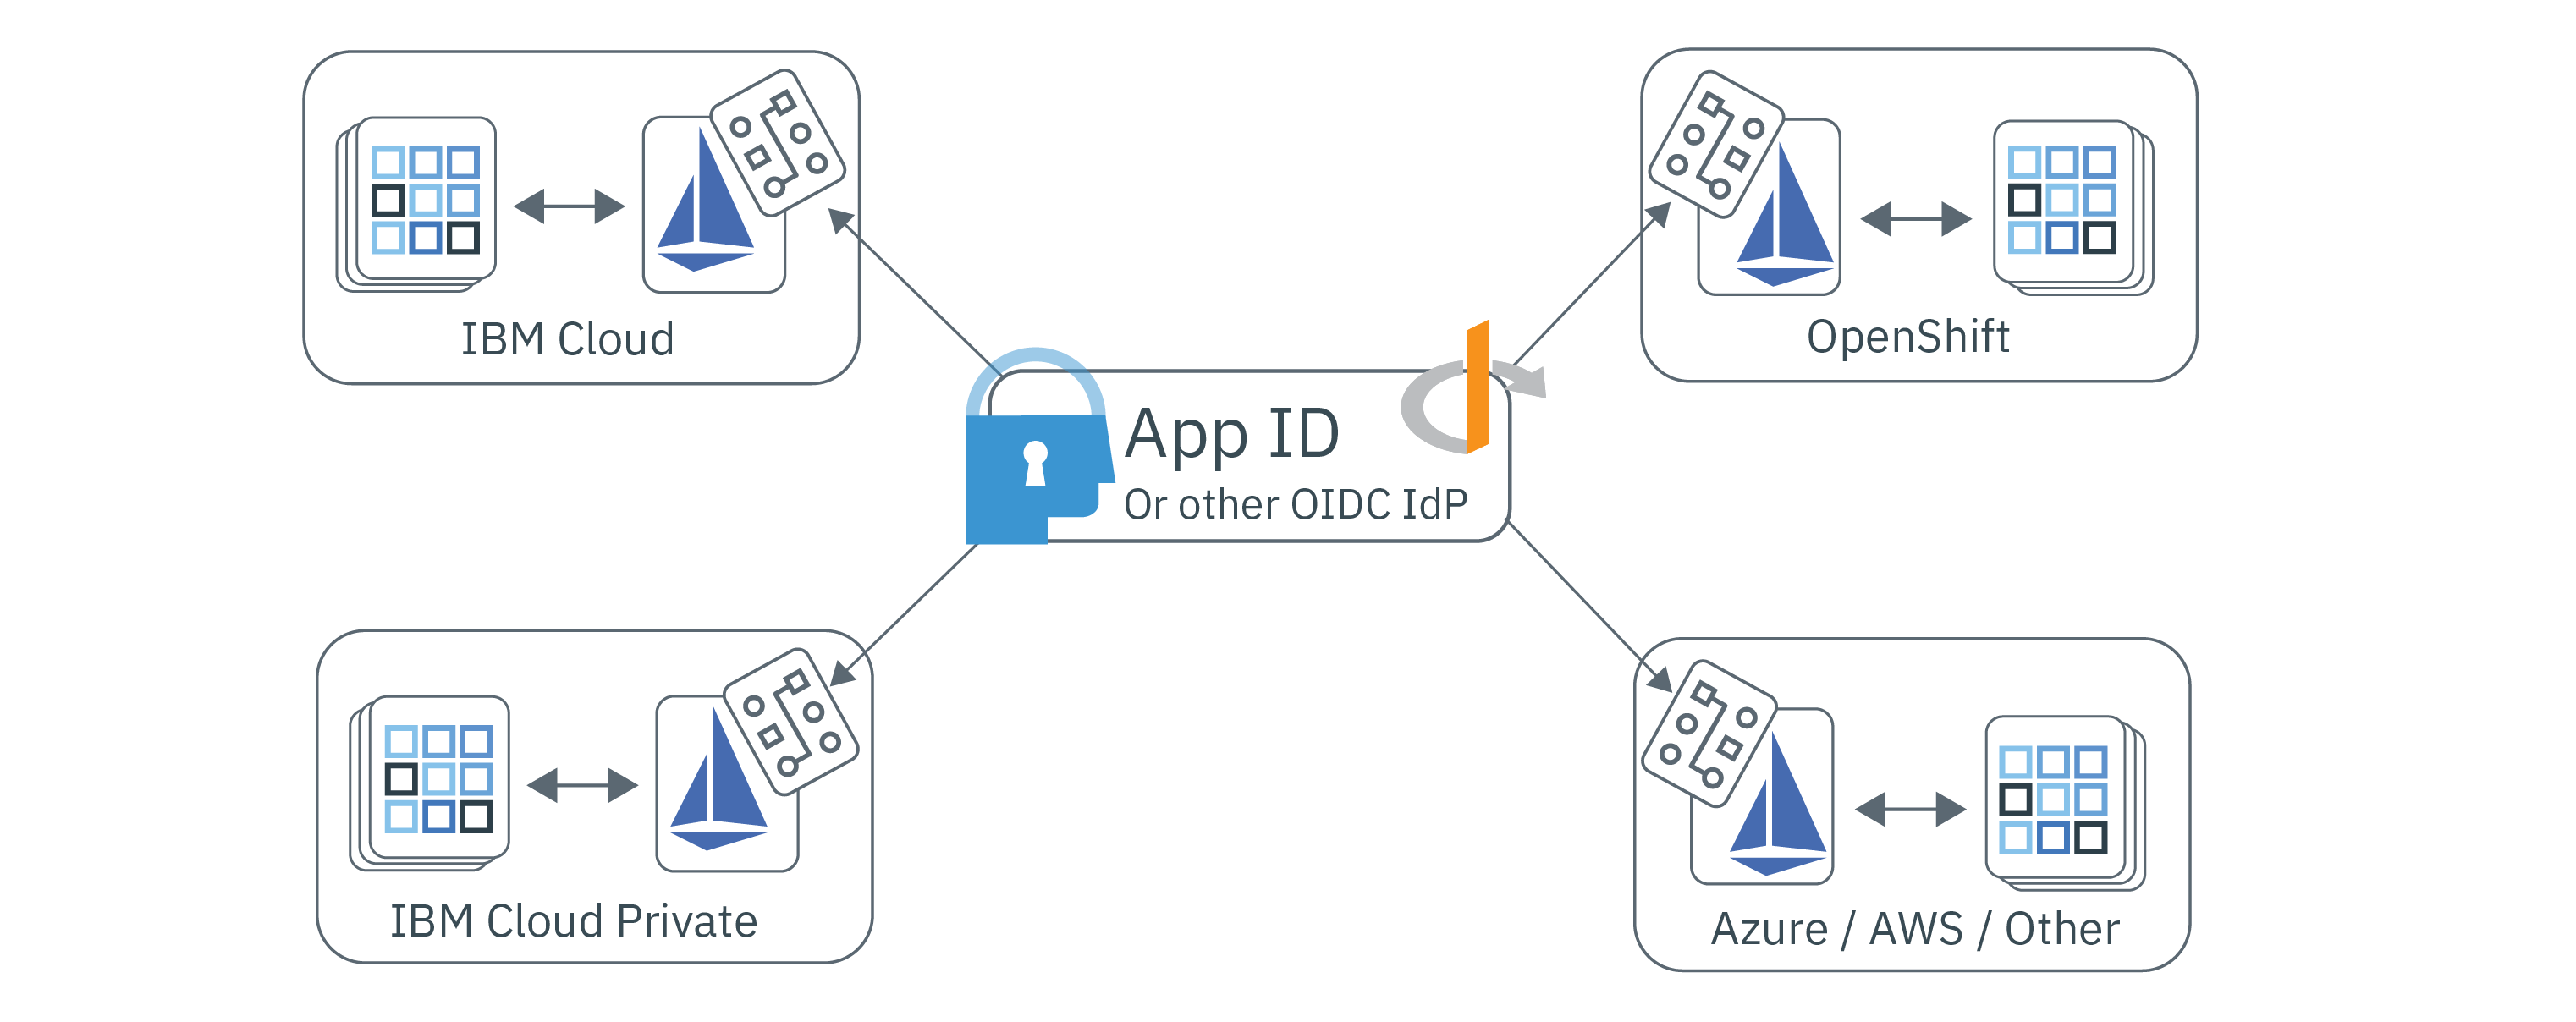 IBM Cloud
OpenShift
App ID
Or other OIDC IdP
IBM Cloud Private
Azure / AWS / Other